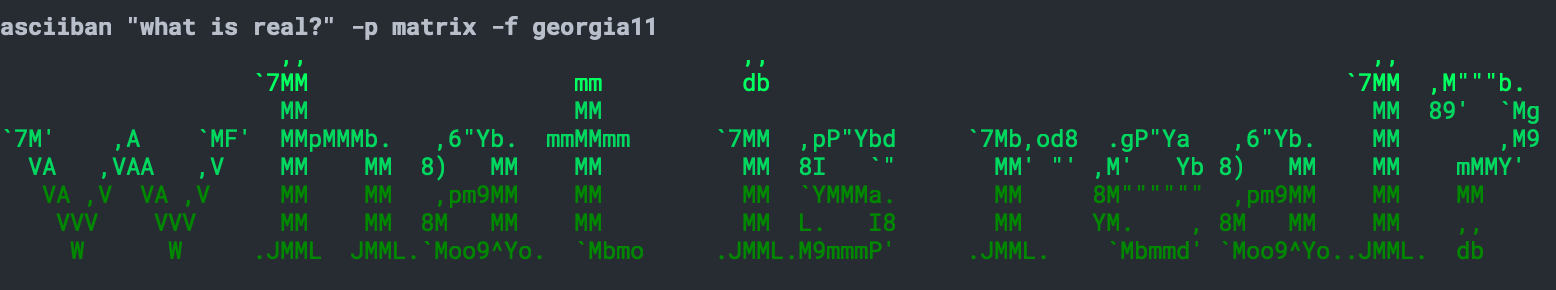 asciiban "what is real?" -p matrix -f georgia11
                    ,,                               ,,                                           ,,
                  `7MM                   mm          db                                         `7MM  ,M"""b.
                    MM                   MM                                                       MM  89'  `Mg
`7M'    ,A    `MF'  MMpMMMb.   ,6"Yb.  mmMMmm      `7MM  ,pP"Ybd     `7Mb,od8  .gP"Ya   ,6"Yb.    MM       ,M9
  VA   ,VAA   ,V    MM    MM  8)   MM    MM          MM  8I   `"       MM' "' ,M'   Yb 8)   MM    MM    mMMY'
   VA ,V  VA ,V     MM    MM   ,pm9MM    MM          MM  `YMMMa.       MM     8M""""""  ,pm9MM    MM    MM
    VVV    VVV      MM    MM  8M   MM    MM          MM  L.   I8       MM     YM.    , 8M   MM    MM    ,,
     W      W     .JMML  JMML.`Moo9^Yo.  `Mbmo     .JMML.M9mmmP'     .JMML.    `Mbmmd' `Moo9^Yo..JMML.  db